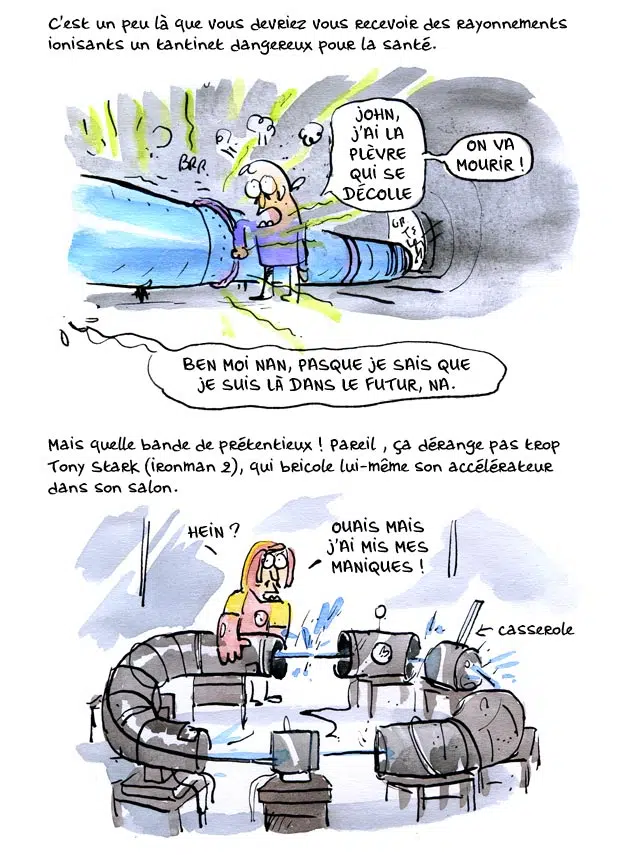 C'est un peu là que vous devriez vous recevoir des rayonnements
ionisants un tantinet dangereux pour la santé.
BRR
JOHN,
J'AI LA
PLÈVRE
QUI SE
DÉCOLLE
ON VA
MOURIR !
BEN MOI NAN, PASQUE JE SAIS QUE
JE SUIS LÀ DANS LE FUTUR, NA.
Mais quelle bande de prétentieux ! Pareil, ça dérange pas trop
Tony Stark (ironman 2), qui bricole lui-même son accélérateur
dans son salon.
HEIN ?
OUAIS MAIS
J'AI MIS MES
MANIQUES !
← casserole